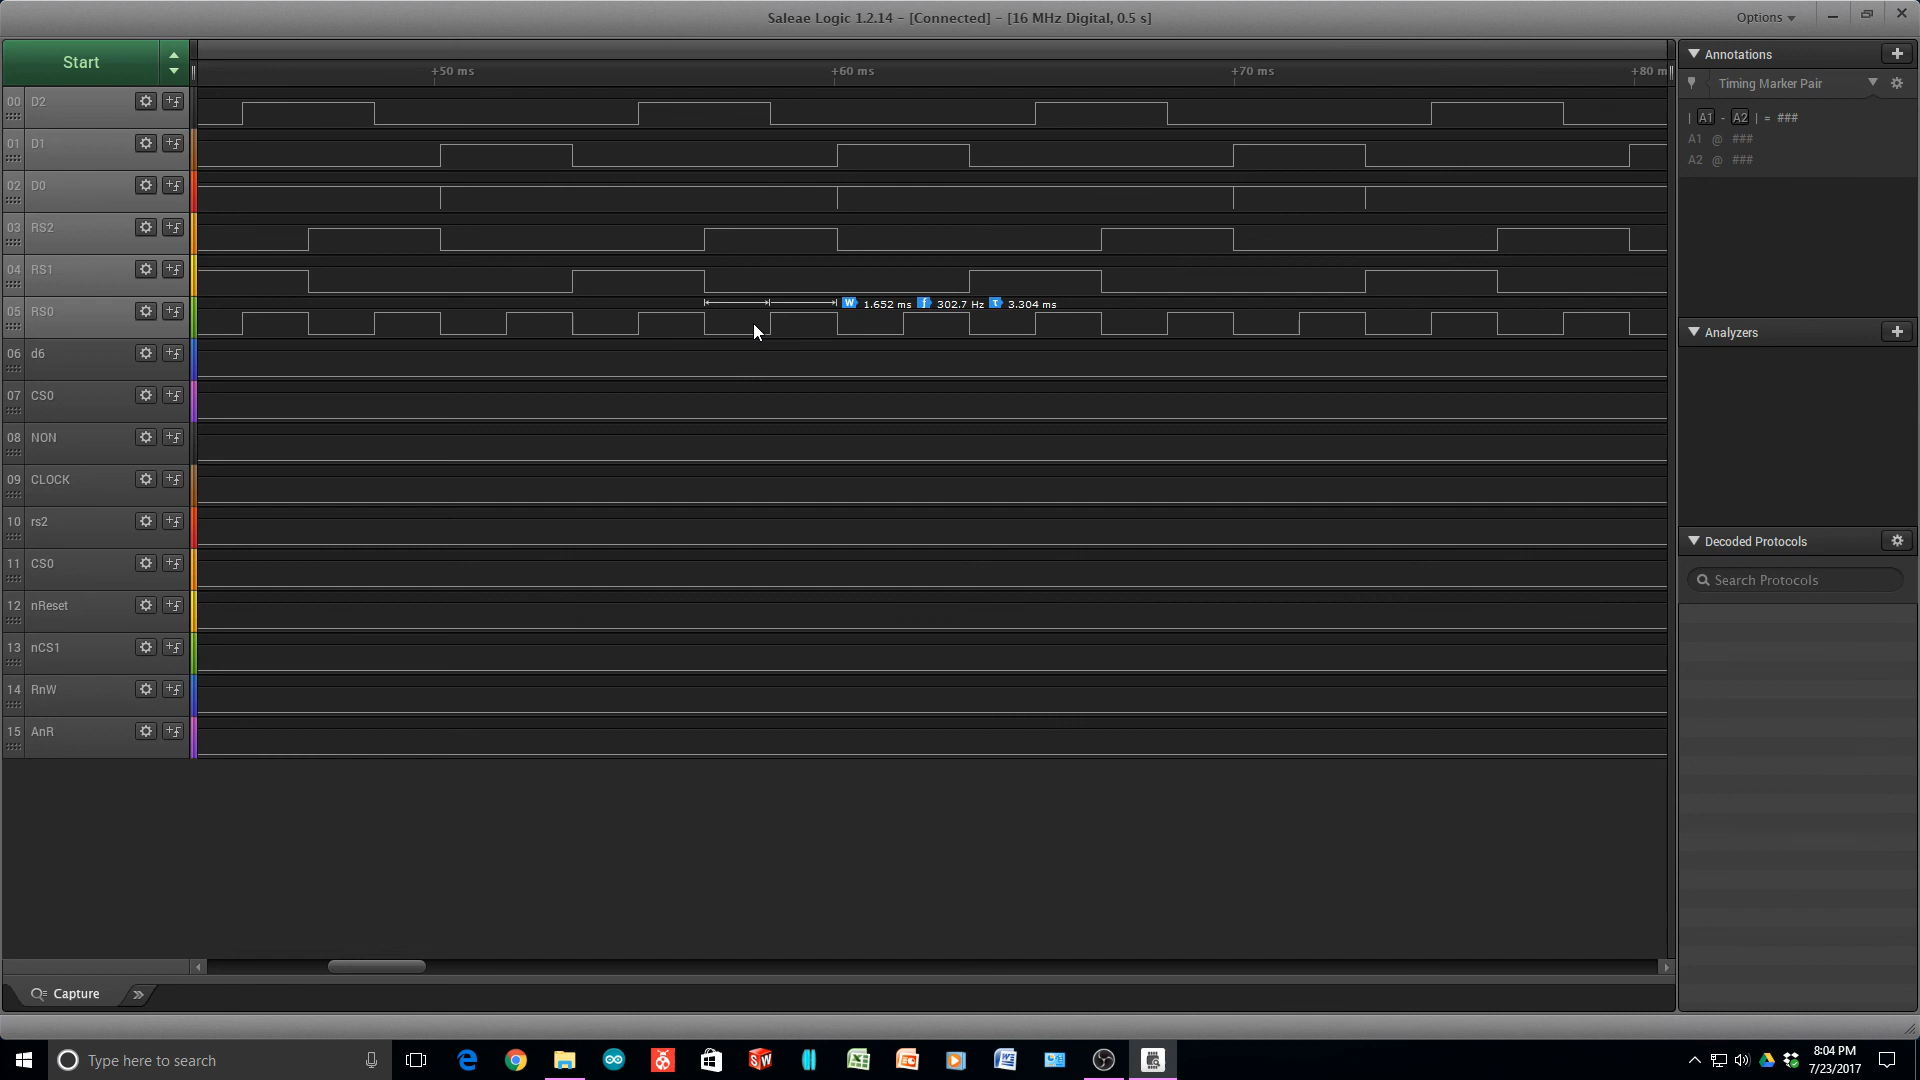 Saleae Logic 1.2.14 - [Connected] - [16 MHz Digital, 0.5 s]
Options
Start
+50 ms
+60 ms
+70 ms
+80 m
Annotations
Timing Marker Pair
| A1 - A2 | = ###
A1 @ ###
A2 @ ###
00 D2
01 D1
02 D0
03 RS2
04 RS1
W 1.652 ms f 302.7 Hz T 3.304 ms
05 RS0
06 d6
07 CS0
08 NON
09 CLOCK
10 rs2
11 CS0
12 nReset
13 nCS1
14 RnW
15 AnR
Analyzers
Decoded Protocols
Search Protocols
Capture
Type here to search
8:04 PM
7/23/2017